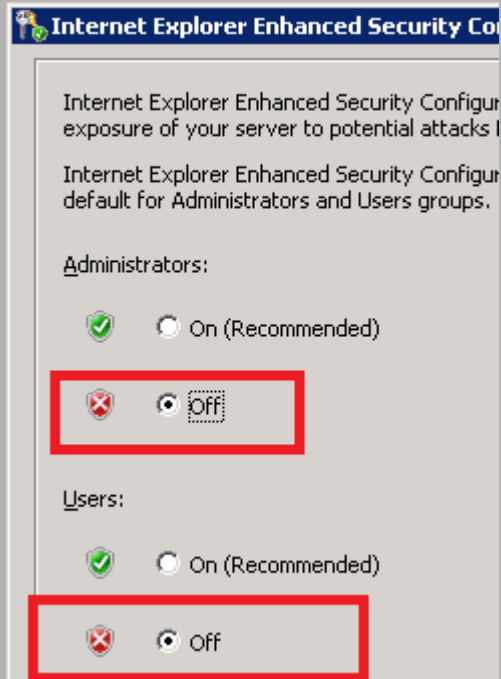 Internet Explorer Enhanced Security Co
Internet Explorer Enhanced Security Configur
exposure of your server to potential attacks
Internet Explorer Enhanced Security Configur
default for Administrators and Users groups.
Administrators:
On (Recommended)
Off
Users:
On (Recommended)
Off